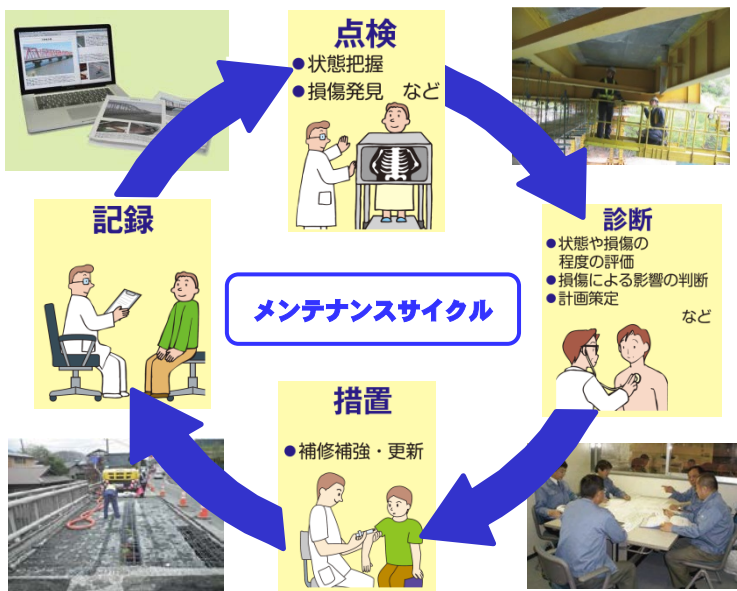 点検
●状態把握
●損傷発見　など
診断
●状態や損傷の
程度の評価
●損傷による影響の判断
●計画策定
など
メンテナンスサイクル
記録
措置
●補修補強・更新